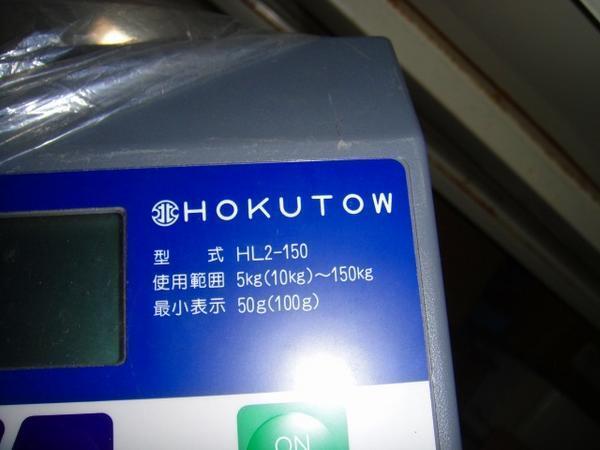 HOKUTOW
型 式 HL2-150
使用範囲 5kg(10kg)～150kg
最小表示 50g(100g)
ON